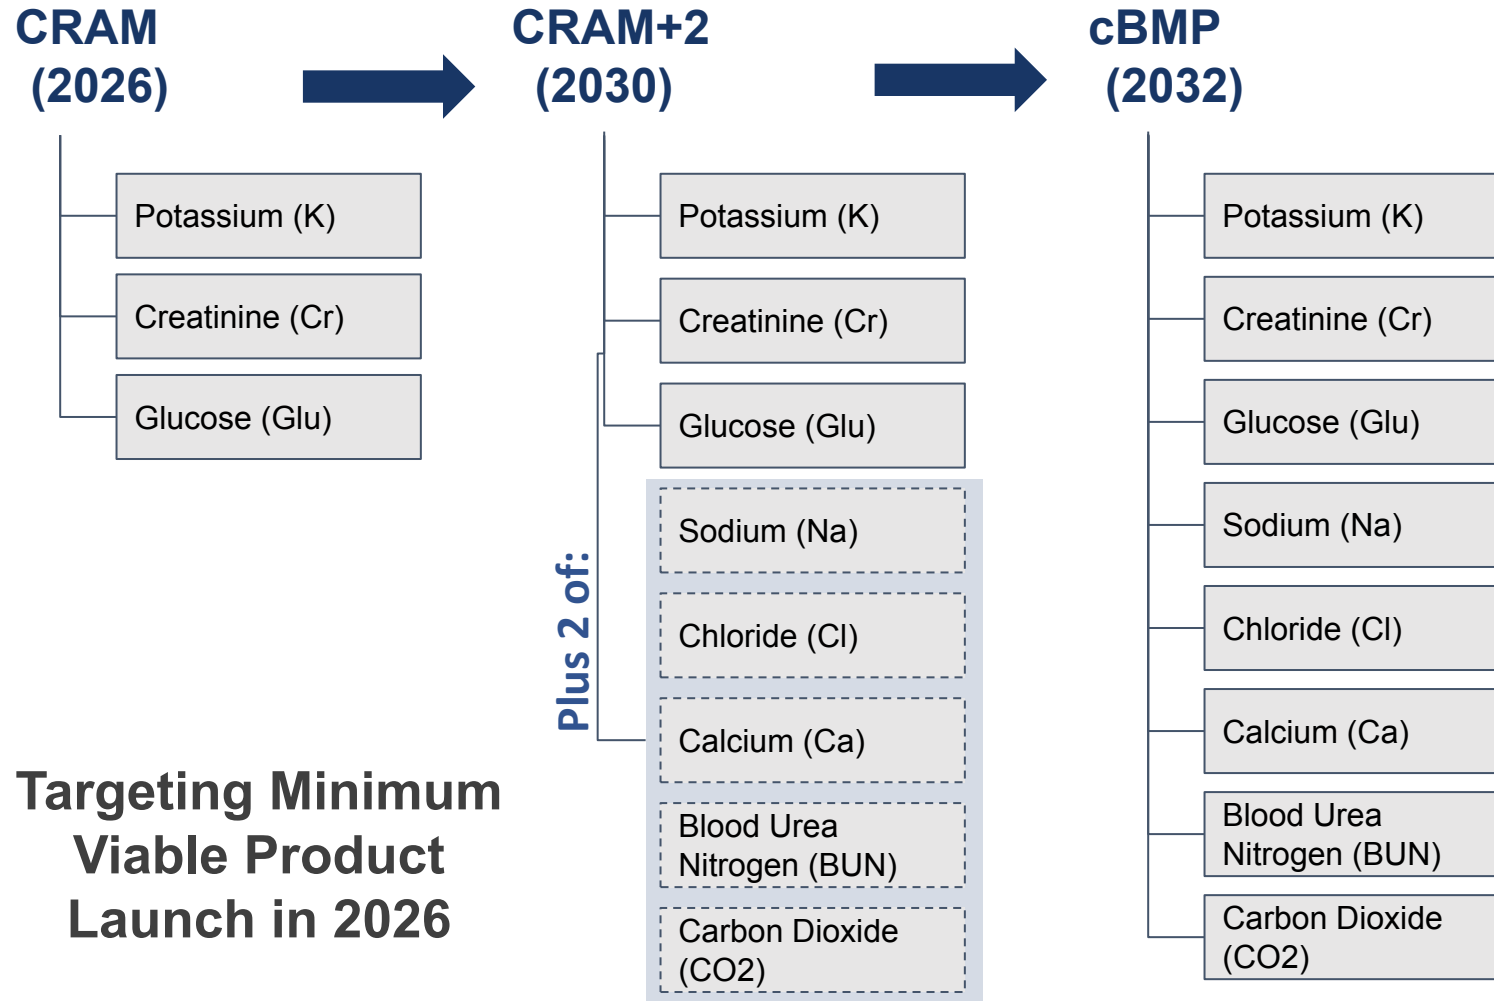 CRAM
(2026)
Potassium (K)
Creatinine (Cr)
Glucose (Glu)
Targeting Minimum
Viable Product
Launch in 2026
CRAM+2
(2030)
Potassium (K)
Creatinine (Cr)
Glucose (Glu)
Plus 2 of:
Sodium (Na)
Chloride (Cl)
Calcium (Ca)
Blood Urea
Nitrogen (BUN)
Carbon Dioxide
(CO2)
cBMP
(2032)
Potassium (K)
Creatinine (Cr)
Glucose (Glu)
Sodium (Na)
Chloride (Cl)
Calcium (Ca)
Blood Urea
Nitrogen (BUN)
Carbon Dioxide
(CO2)